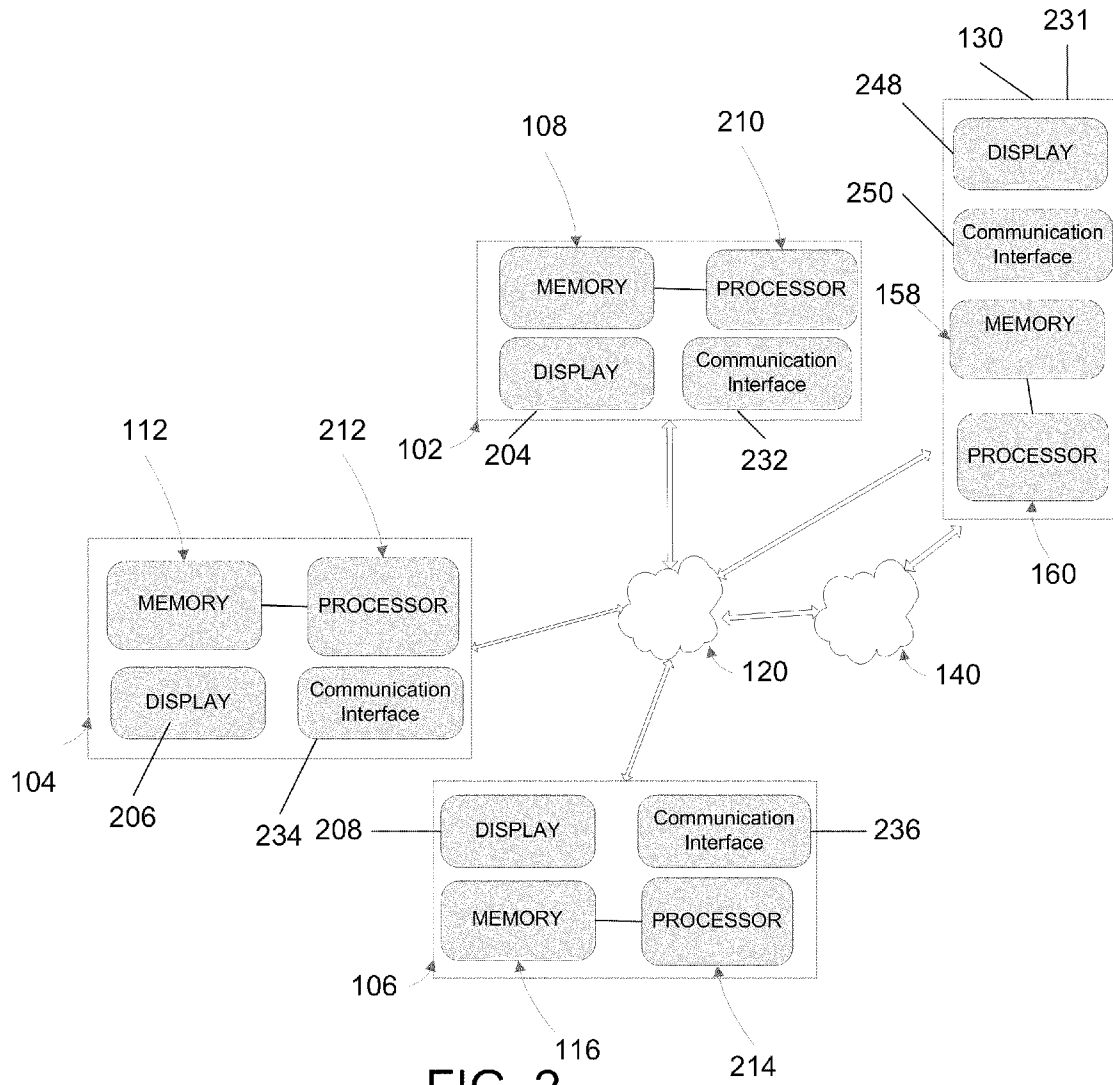 130
231
248
DISPLAY
250
Communication
Interface
158
MEMORY
PROCESSOR
160
108
210
MEMORY
PROCESSOR
DISPLAY
Communication
Interface
102
204
232
112
212
MEMORY
PROCESSOR
DISPLAY
Communication
Interface
104
206
234
120
140
208
DISPLAY
Communication
Interface
236
MEMORY
PROCESSOR
106
116
214
FIG. 2